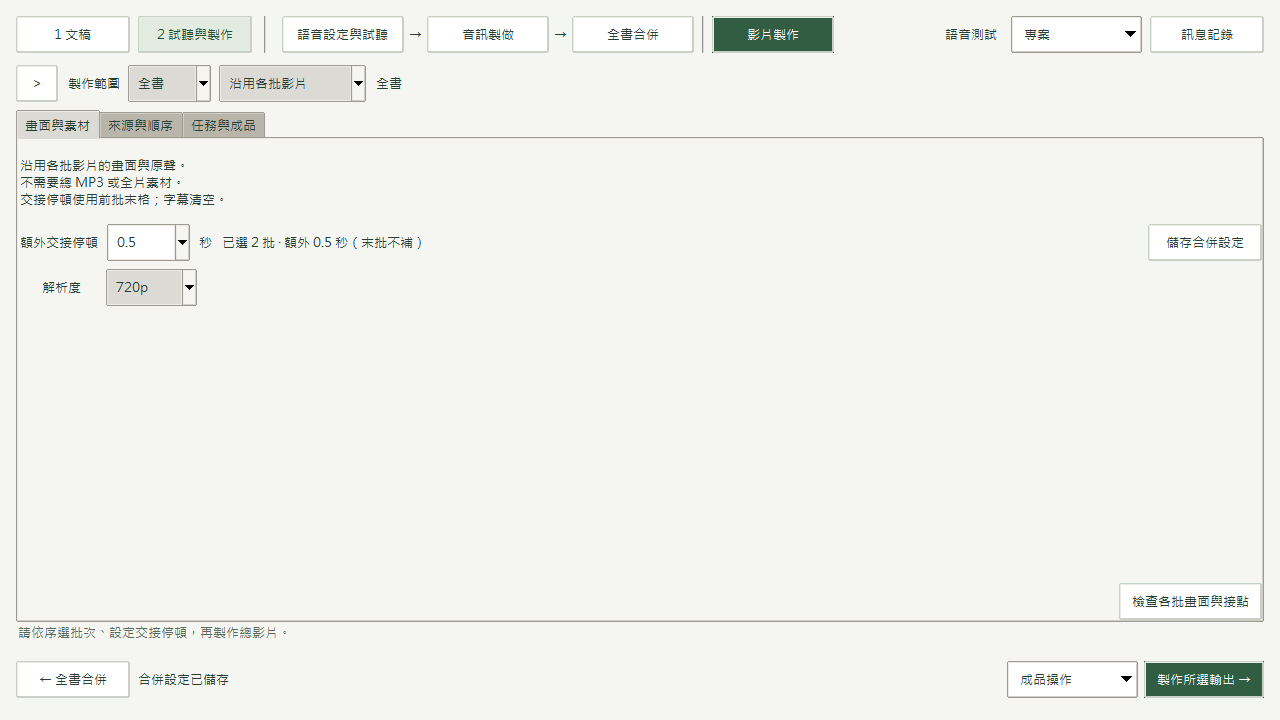 1 文稿
2 試聽與製作
語音設定與試聽 → 音訊製做 → 全書合併
影片製作
語音測試 專案
訊息記錄
> 製作範圍 全書 沿用各批影片 全書
畫面與素材 來源與順序 任務與成品
沿用各批影片的畫面與原聲。
不需要總 MP3 或全片素材。
交接停頓使用前批末格；字幕清空。
額外交接停頓 0.5 秒 已選 2 批 · 額外 0.5 秒（末批不補）
儲存合併設定
解析度 720p
檢查各批畫面與接點
請依序選批次、設定交接停頓，再製作總影片。
← 全書合併 合併設定已儲存
成品操作 製作所選輸出 →